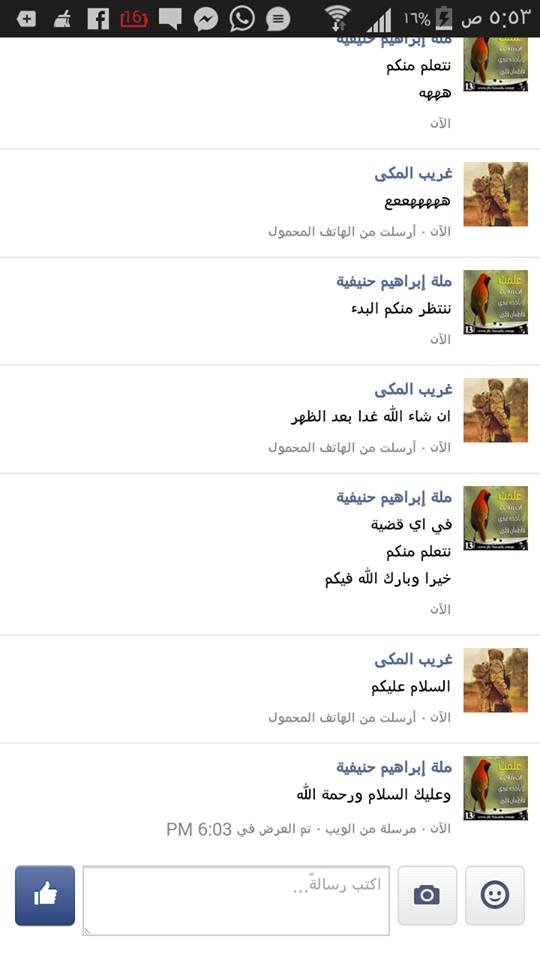 ٥:٥٣ ص
١٦%
16
ملة إبراهيم حنيفية
نتعلم منكم
هههه
الآن
غريب المكى
هههههععع
الآن · أرسلت من الهاتف المحمول
ملة إبراهيم حنيفية
ننتظر منكم البدء
الآن
غريب المكى
ان شاء الله غدا بعد الظهر
الآن · أرسلت من الهاتف المحمول
ملة إبراهيم حنيفية
في اي قضية
نتعلم منكم
خيرا وبارك الله فيكم
الآن
غريب المكى
السلام عليكم
الآن · أرسلت من الهاتف المحمول
ملة إبراهيم حنيفية
وعليك السلام ورحمة الله
الآن · مرسلة من الويب · تم العرض في 6:03 PM
اكتب رسالةً...